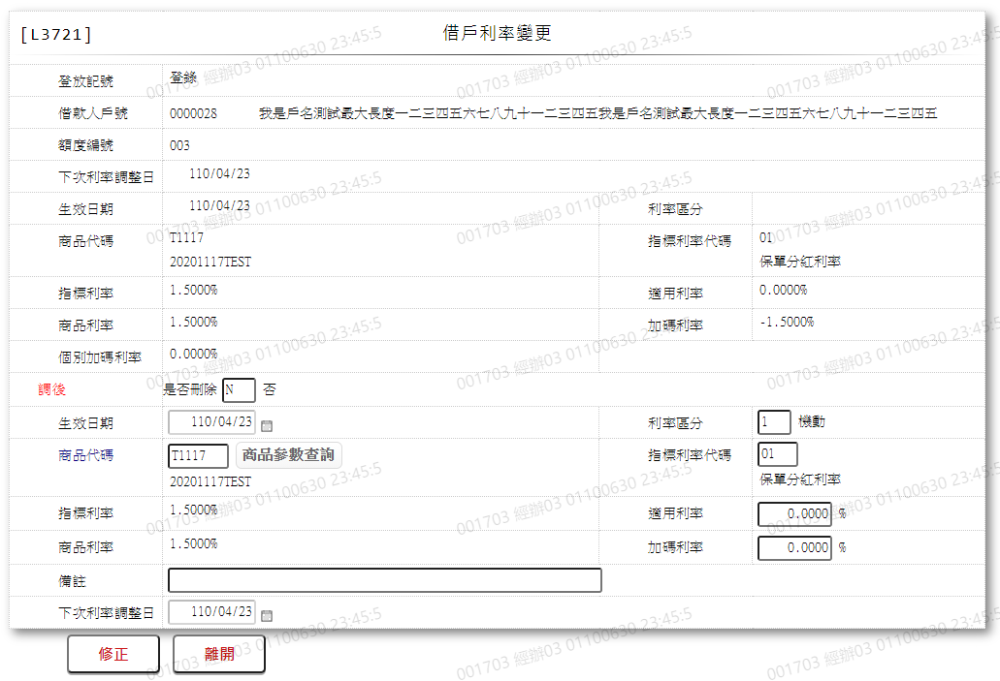 [L3721] 借戶利率變更
登放記號 登錄
借款人戶號 0000028 我是戶名測試最大長度一二三四五六七八九十一二三四五我是戶名測試最大長度一二三四五六七八九十一二三四五
額度編號 003
下次利率調整日 110/04/23
生效日期 110/04/23 利率區分
商品代碼 T1117 指標利率代碼 01
20201117TEST 保單分紅利率
指標利率 1.5000% 適用利率 0.0000%
商品利率 1.5000% 加碼利率 -1.5000%
個別加碼利率 0.0000%
調後 是否刪除 N 否
生效日期 110/04/23 利率區分 1 機動
商品代碼 T1117 商品參數查詢 指標利率代碼 01
20201117TEST 保單分紅利率
指標利率 1.5000% 適用利率 0.0000 %
商品利率 1.5000% 加碼利率 0.0000 %
備註
下次利率調整日 110/04/23
修正 離開
001703 經辦03 01100630 23:45:5